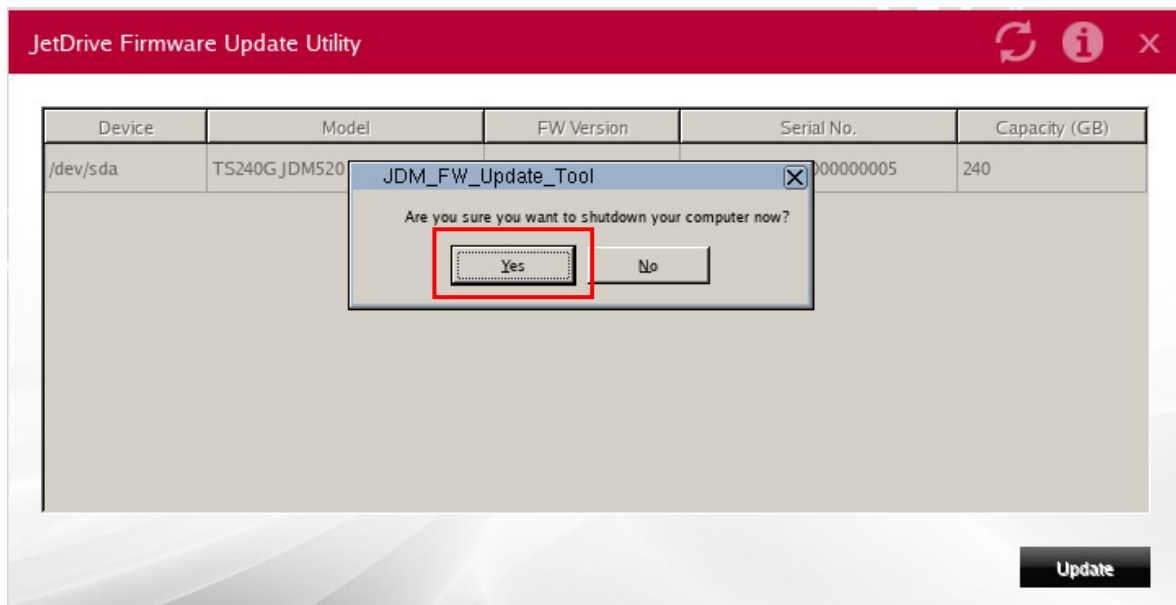 JetDrive Firmware Update Utility
Device Model FW Version Serial No. Capacity (GB)
/dev/sda TS240GJDM520 000000005 240
JDM_FW_Update_Tool
Are you sure you want to shutdown your computer now?
Yes No
Update